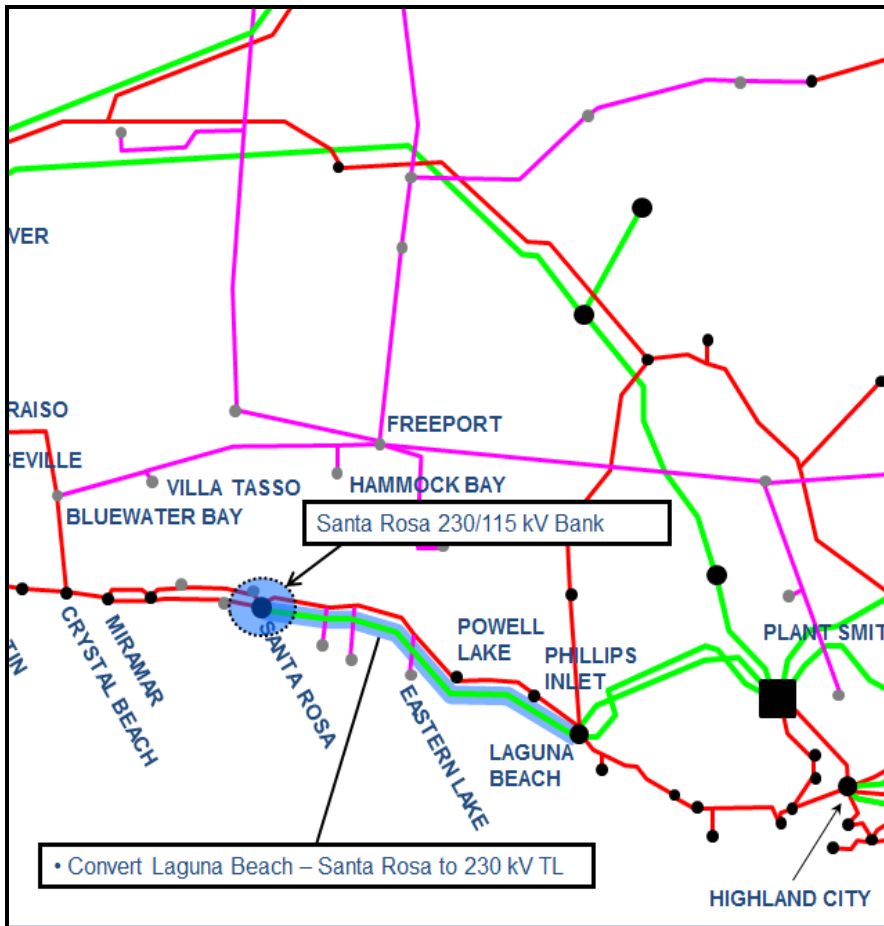 VER
FREEPORT
RAISO
CEVILLE
VILLA TASSO
HAMMOCK BAY
BLUEWATER BAY
Santa Rosa 230/115 kV Bank
TIN
CRYSTAL BEACH
MIRAMAR
SANTA ROSA
EASTERN LAKE
POWELL
LAKE
PHILLIPS
INLET
PLANT SMIT
LAGUNA
BEACH
• Convert Laguna Beach – Santa Rosa to 230 kV TL
HIGHLAND CITY